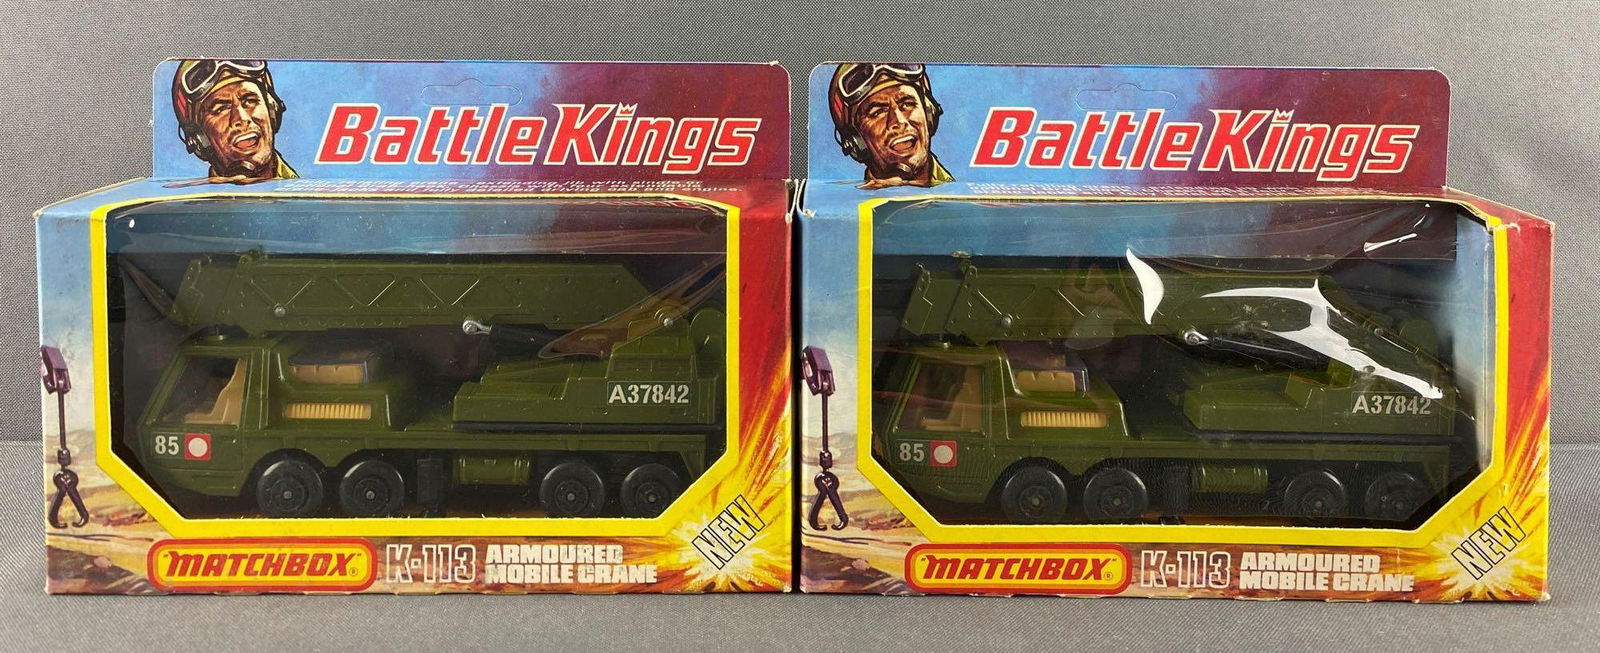 BattleKings
BattleKings
A37842
A37842
85
85
MATCHBOX® K-113 ARMOURED MOBILE CRANE NEW
MATCHBOX® K-113 ARMOURED MOBILE CRANE NEW